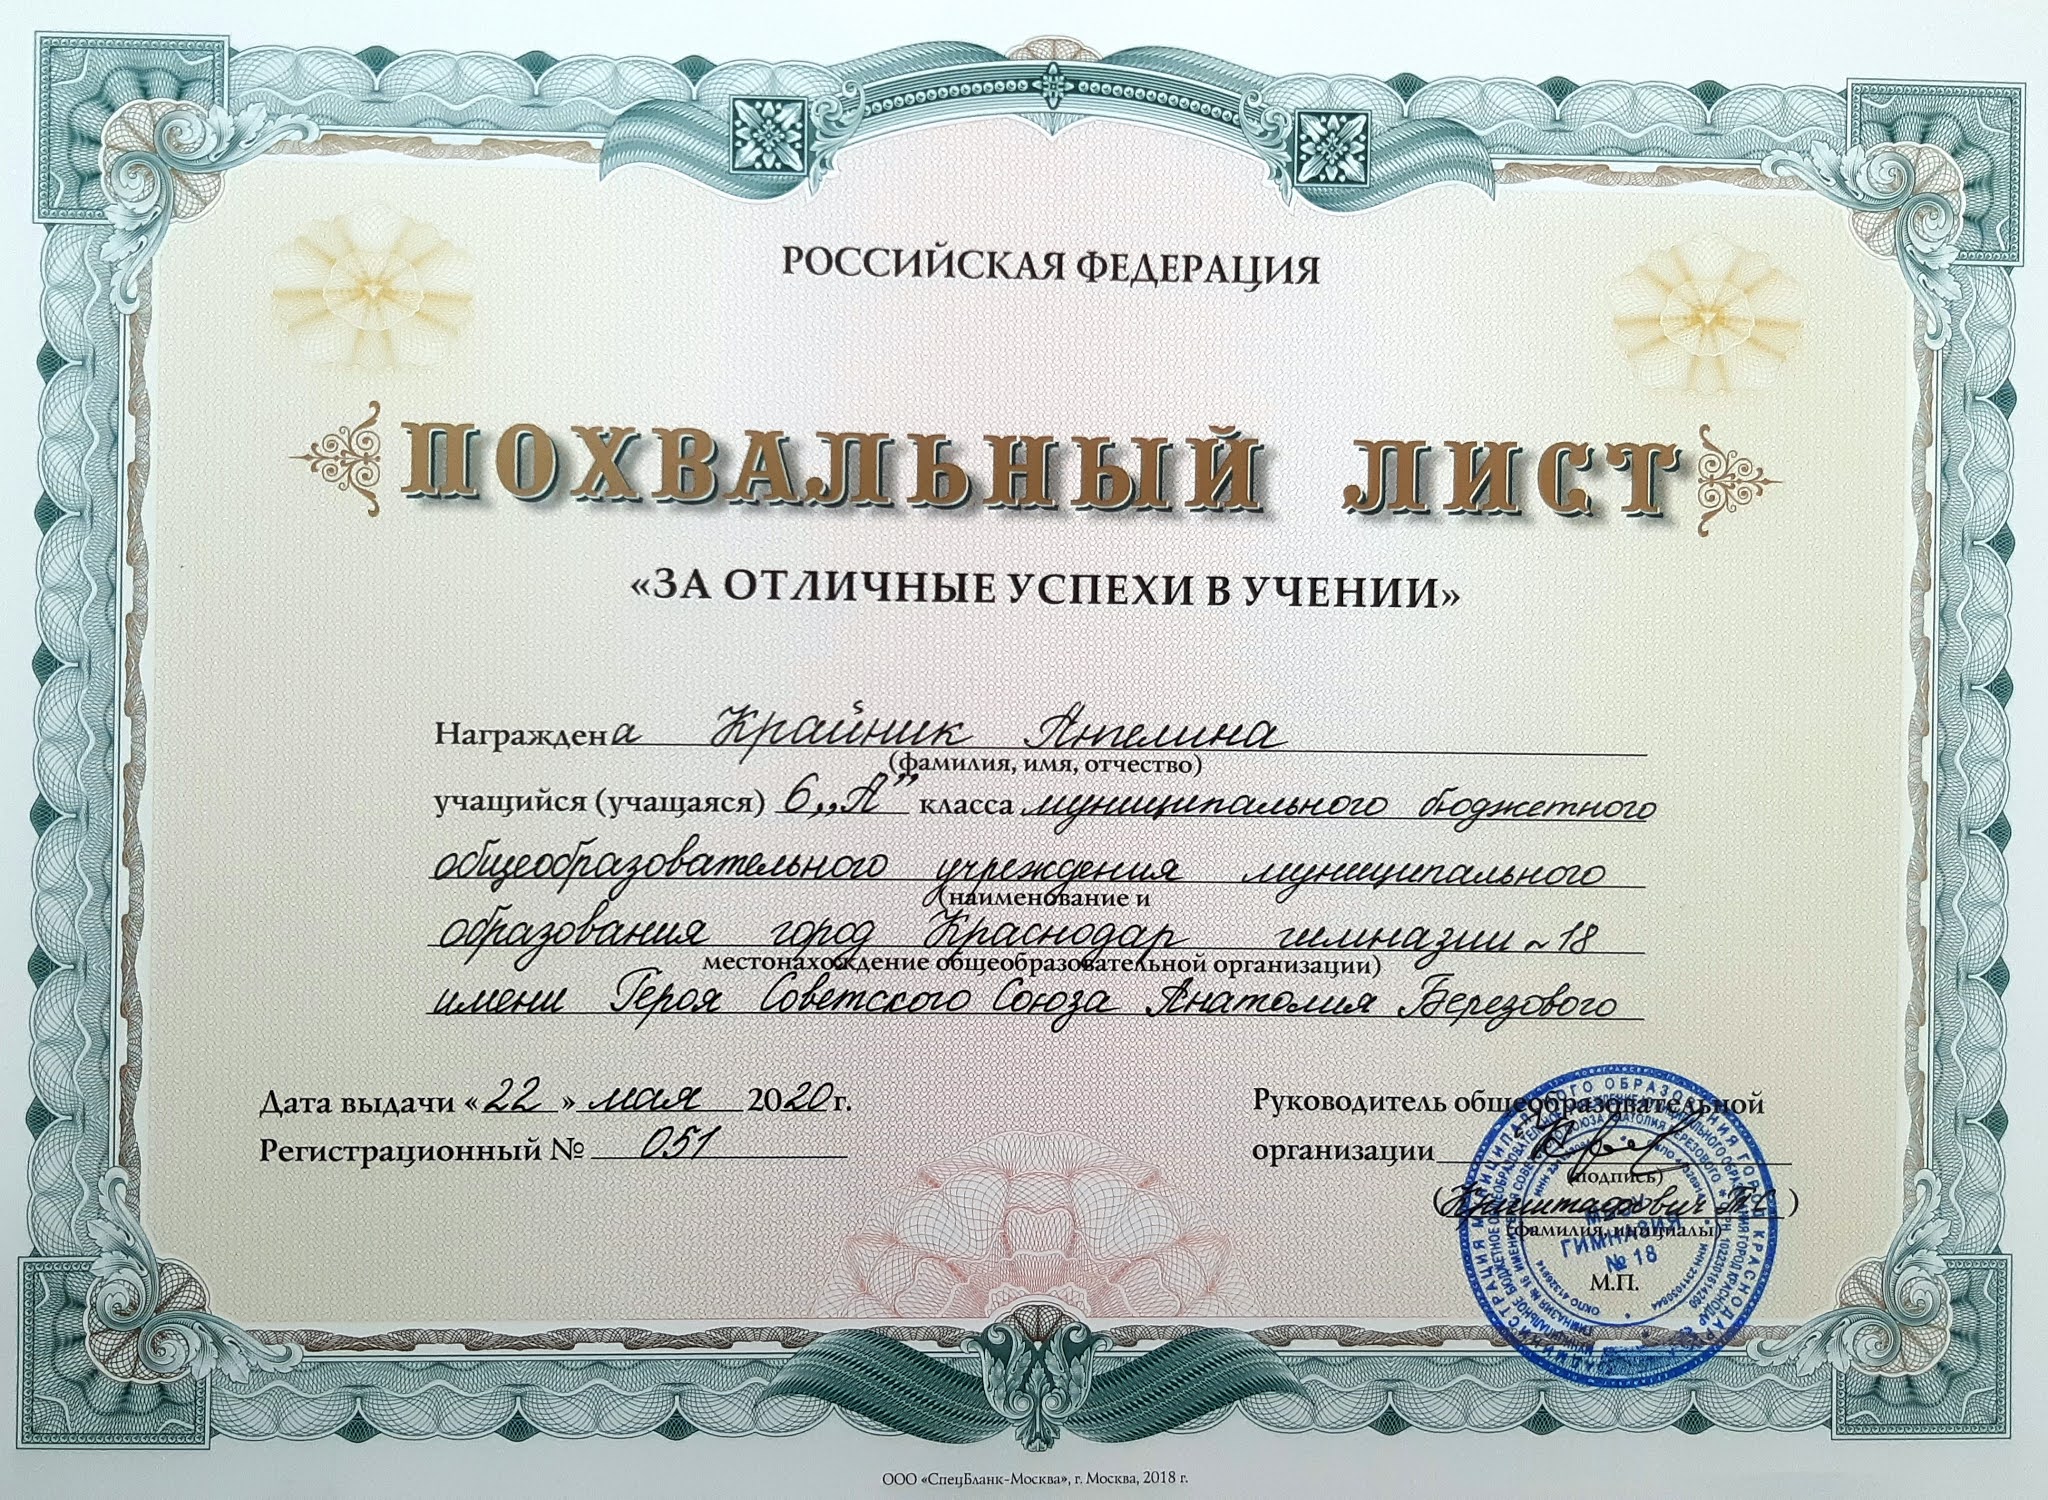 РОССИЙСКАЯ ФЕДЕРАЦИЯ
ПОХВАЛЬНЫЙ ЛИСТ
«ЗА ОТЛИЧНЫЕ УСПЕХИ В УЧЕНИИ»
Награждена Крайник Ангелина
(фамилия, имя, отчество)
учащийся (учащаяся) 6 „А” класса муниципального бюджетного
общеобразовательного учреждения муниципального
(наименование и
образования город Краснодар гимназии ~ 18
местонахождение общеобразовательной организации)
имени Героя Советского Союза Анатолия Березового
Дата выдачи «22» мая 2020 г.
Регистрационный № 051
Руководитель общеобразовательной
организации
(подпись)
(Криштафович Т.С.)
(фамилия, инициалы)
ГИМНАЗИЯ
№ 18
М.П.
ООО «СпецБланк-Москва», г. Москва, 2018 г.